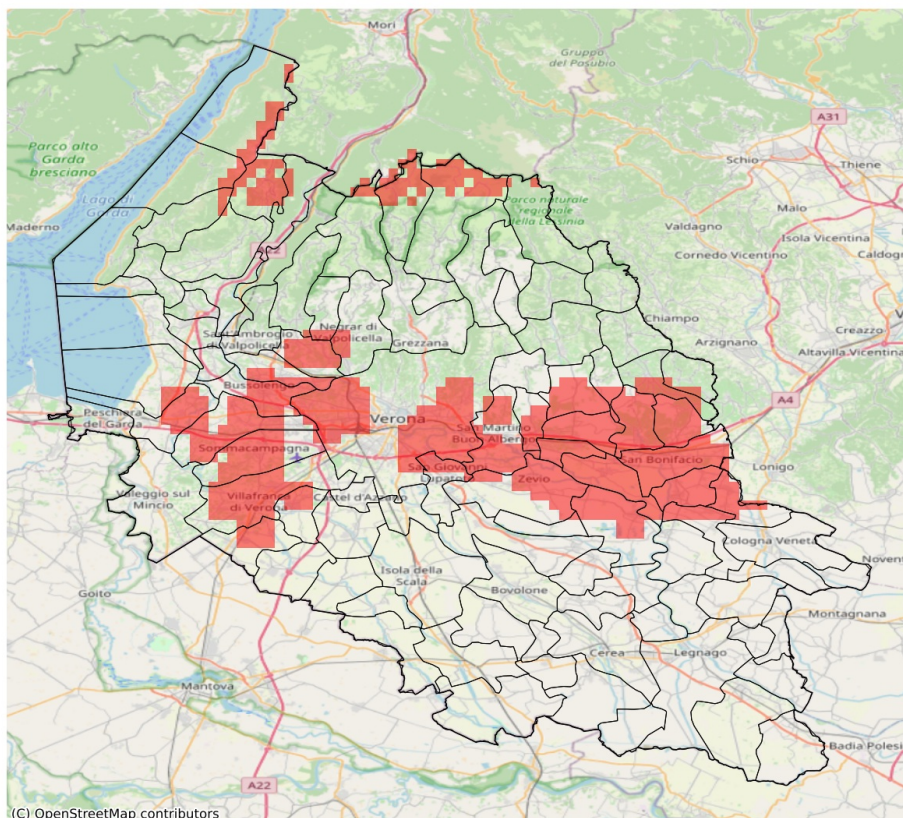 Mori
Gruppo
del Pasubio
A31
Parco alto
Garda
bresciano
Schio
Thiene
Lago di
Garda
Parco naturale
regionale
della Lessinia
Malo
Maderno
Valdagno
Isola Vicentina
A22
Cornedo Vicentino
Caldogn
Chiampo
Sant'Ambrogio
di Valpolicella
Negrar di
Valpolicella
Grezzana
Creazzo
Arzignano
Altavilla Vicentina
Bussolengo
A4
Peschiera
del Garda
Verona
San Martino
Buon Albergo
Sommacampagna
San Bonifacio
San Giovanni
Lupatoto
Lonigo
Zevio
Valeggio sul
Mincio
Villafranca
di Verona
Castel d'Azzano
Cologna Veneta
Isola della
Scala
Goito
Bovolone
Montagnana
Cerea
Legnago
Mantova
Badia Polesi
A22
(C) OpenStreetMap contributors